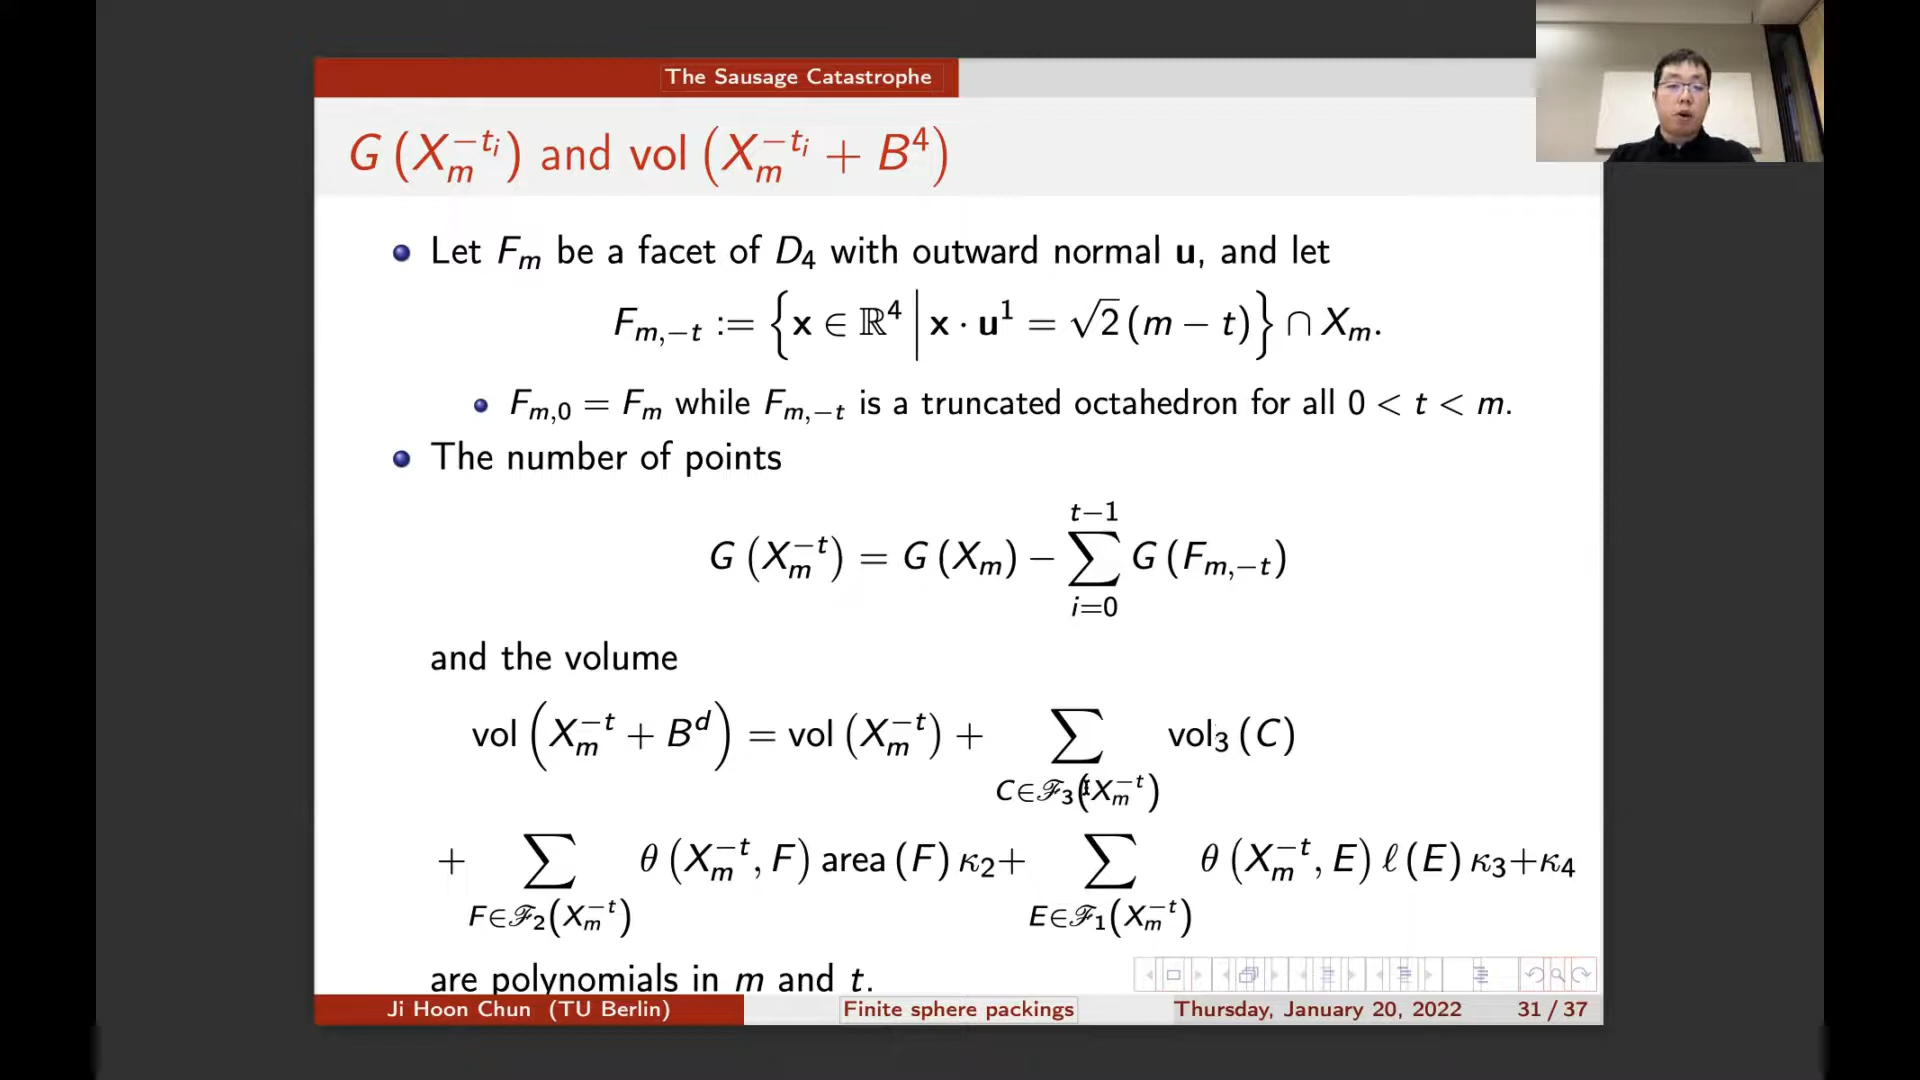 The Sausage Catastrophe
G (X_m^{-t_i}) and vol (X_m^{-t_i} + B^4)
Let F_m be a facet of D_4 with outward normal u, and let
F_{m,-t} := {x ∈ ℝ^4 | x · u^1 = √2 (m − t)} ∩ X_m.
F_{m,0} = F_m while F_{m,-t} is a truncated octahedron for all 0 < t < m.
The number of points
G (X_m^{-t}) = G (X_m) − ∑_{i=0}^{t−1} G (F_{m,-t})
and the volume
vol (X_m^{-t} + B^d) = vol (X_m^{-t}) + ∑_{C∈ℱ_3(X_m^{-t})} vol_3 (C)
+ ∑_{F∈ℱ_2(X_m^{-t})} θ (X_m^{-t}, F) area (F) κ_2 + ∑_{E∈ℱ_1(X_m^{-t})} θ (X_m^{-t}, E) ℓ (E) κ_3 + κ_4
are polynomials in m and t.
Ji Hoon Chun (TU Berlin) Finite sphere packings Thursday, January 20, 2022 31 / 37